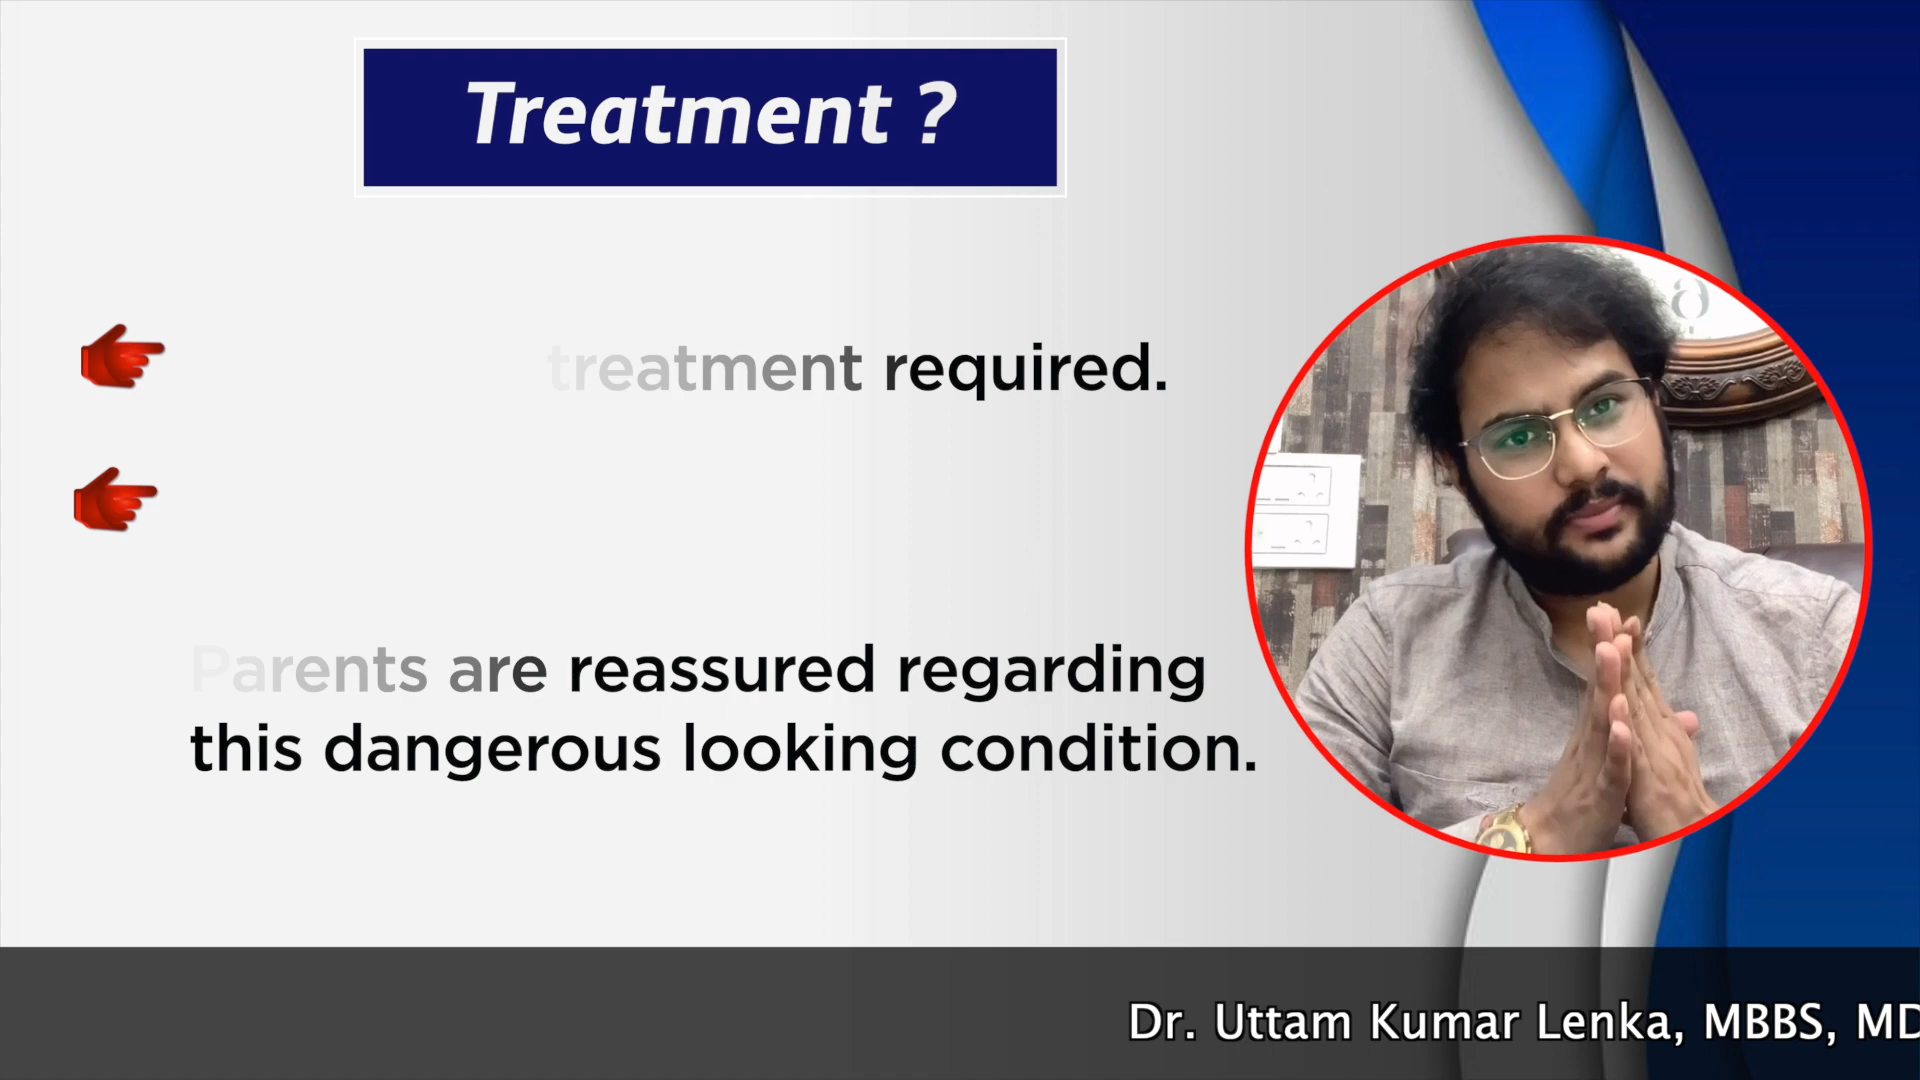 Treatment ?
treatment required.
Parents are reassured regarding
this dangerous looking condition.
Dr. Uttam Kumar Lenka, MBBS, MD